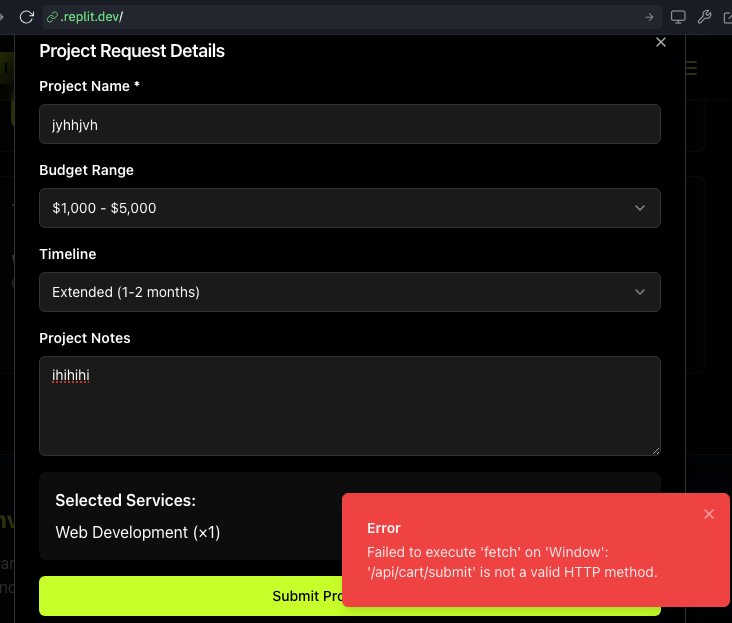 .replit.dev/
Project Request Details
Project Name *
jyhhjvh
Budget Range
$1,000 - $5,000
Timeline
Extended (1-2 months)
Project Notes
ihihihi
Selected Services:
Web Development (×1)
Error
Failed to execute 'fetch' on 'Window':
'/api/cart/submit' is not a valid HTTP method.
Submit